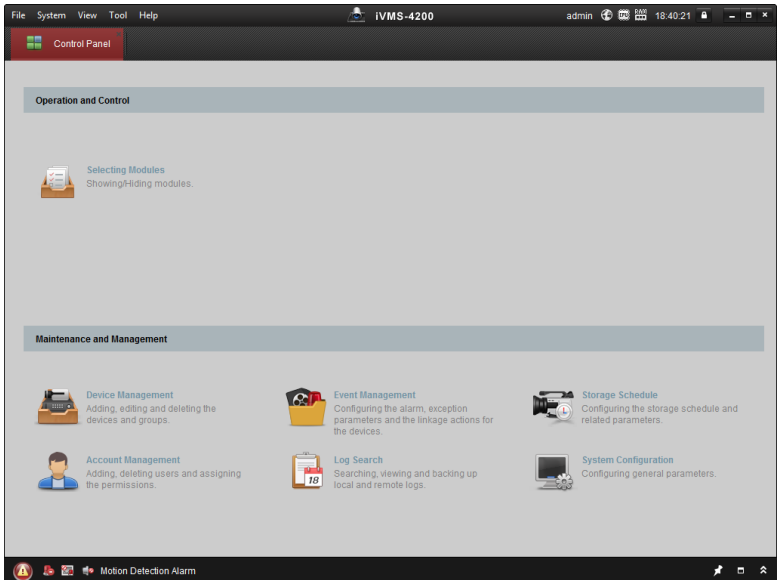 File System View Tool Help iVMS-4200 admin 18:40:21
Control Panel
Operation and Control
Selecting Modules
Showing/Hiding modules.
Maintenance and Management
Device Management
Adding, editing and deleting the
devices and groups.
Event Management
Configuring the alarm, exception
parameters and the linkage actions for
the devices.
Storage Schedule
Configuring the storage schedule and
related parameters.
Account Management
Adding, deleting users and assigning
the permissions.
18
Log Search
Searching, viewing and backing up
local and remote logs.
System Configuration
Configuring general parameters.
Motion Detection Alarm